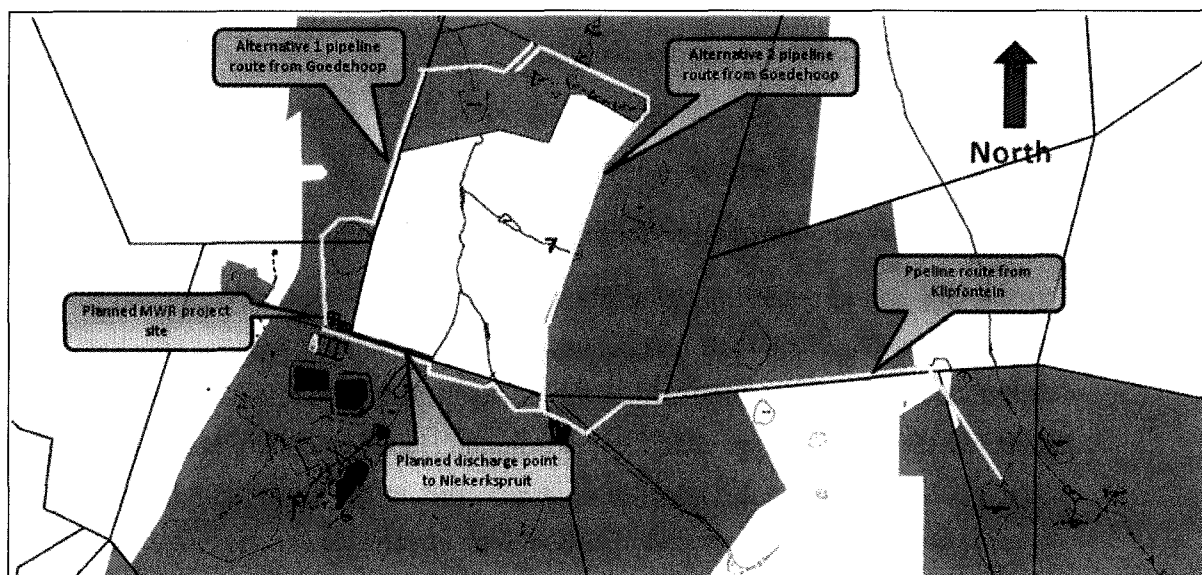 Alternative 1 pipeline
route from Goedehoop
Alternative 2 pipeline
route from Goedehoop
North
Ppeline route from
Klipfontein
Planned MWR project
site
Planned discharge point
to Niekerkspruit